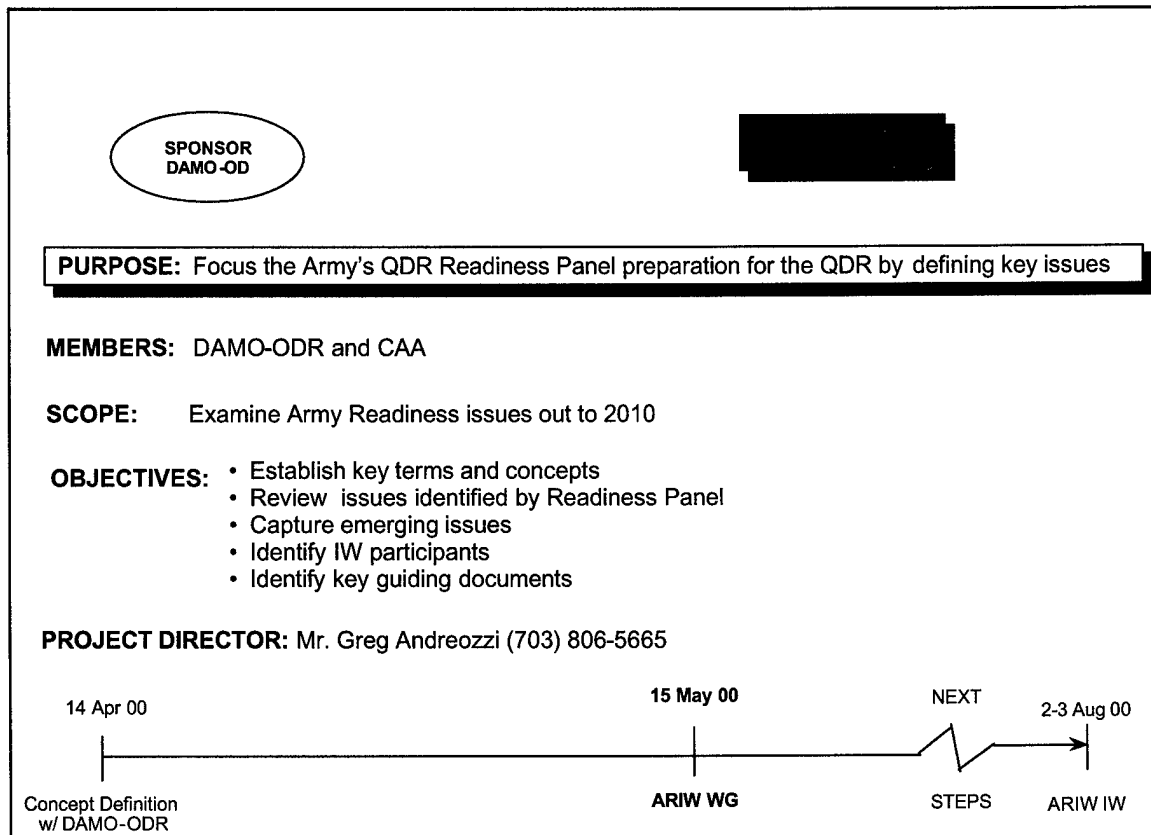 SPONSOR
DAMO-OD
PURPOSE: Focus the Army's QDR Readiness Panel preparation for the QDR by defining key issues
MEMBERS: DAMO-ODR and CAA
SCOPE: Examine Army Readiness issues out to 2010
OBJECTIVES: • Establish key terms and concepts
• Review issues identified by Readiness Panel
• Capture emerging issues
• Identify IW participants
• Identify key guiding documents
PROJECT DIRECTOR: Mr. Greg Andreozzi (703) 806-5665
14 Apr 00
15 May 00
NEXT
2-3 Aug 00
Concept Definition
w/ DAMO-ODR
ARIW WG
STEPS
ARIW IW